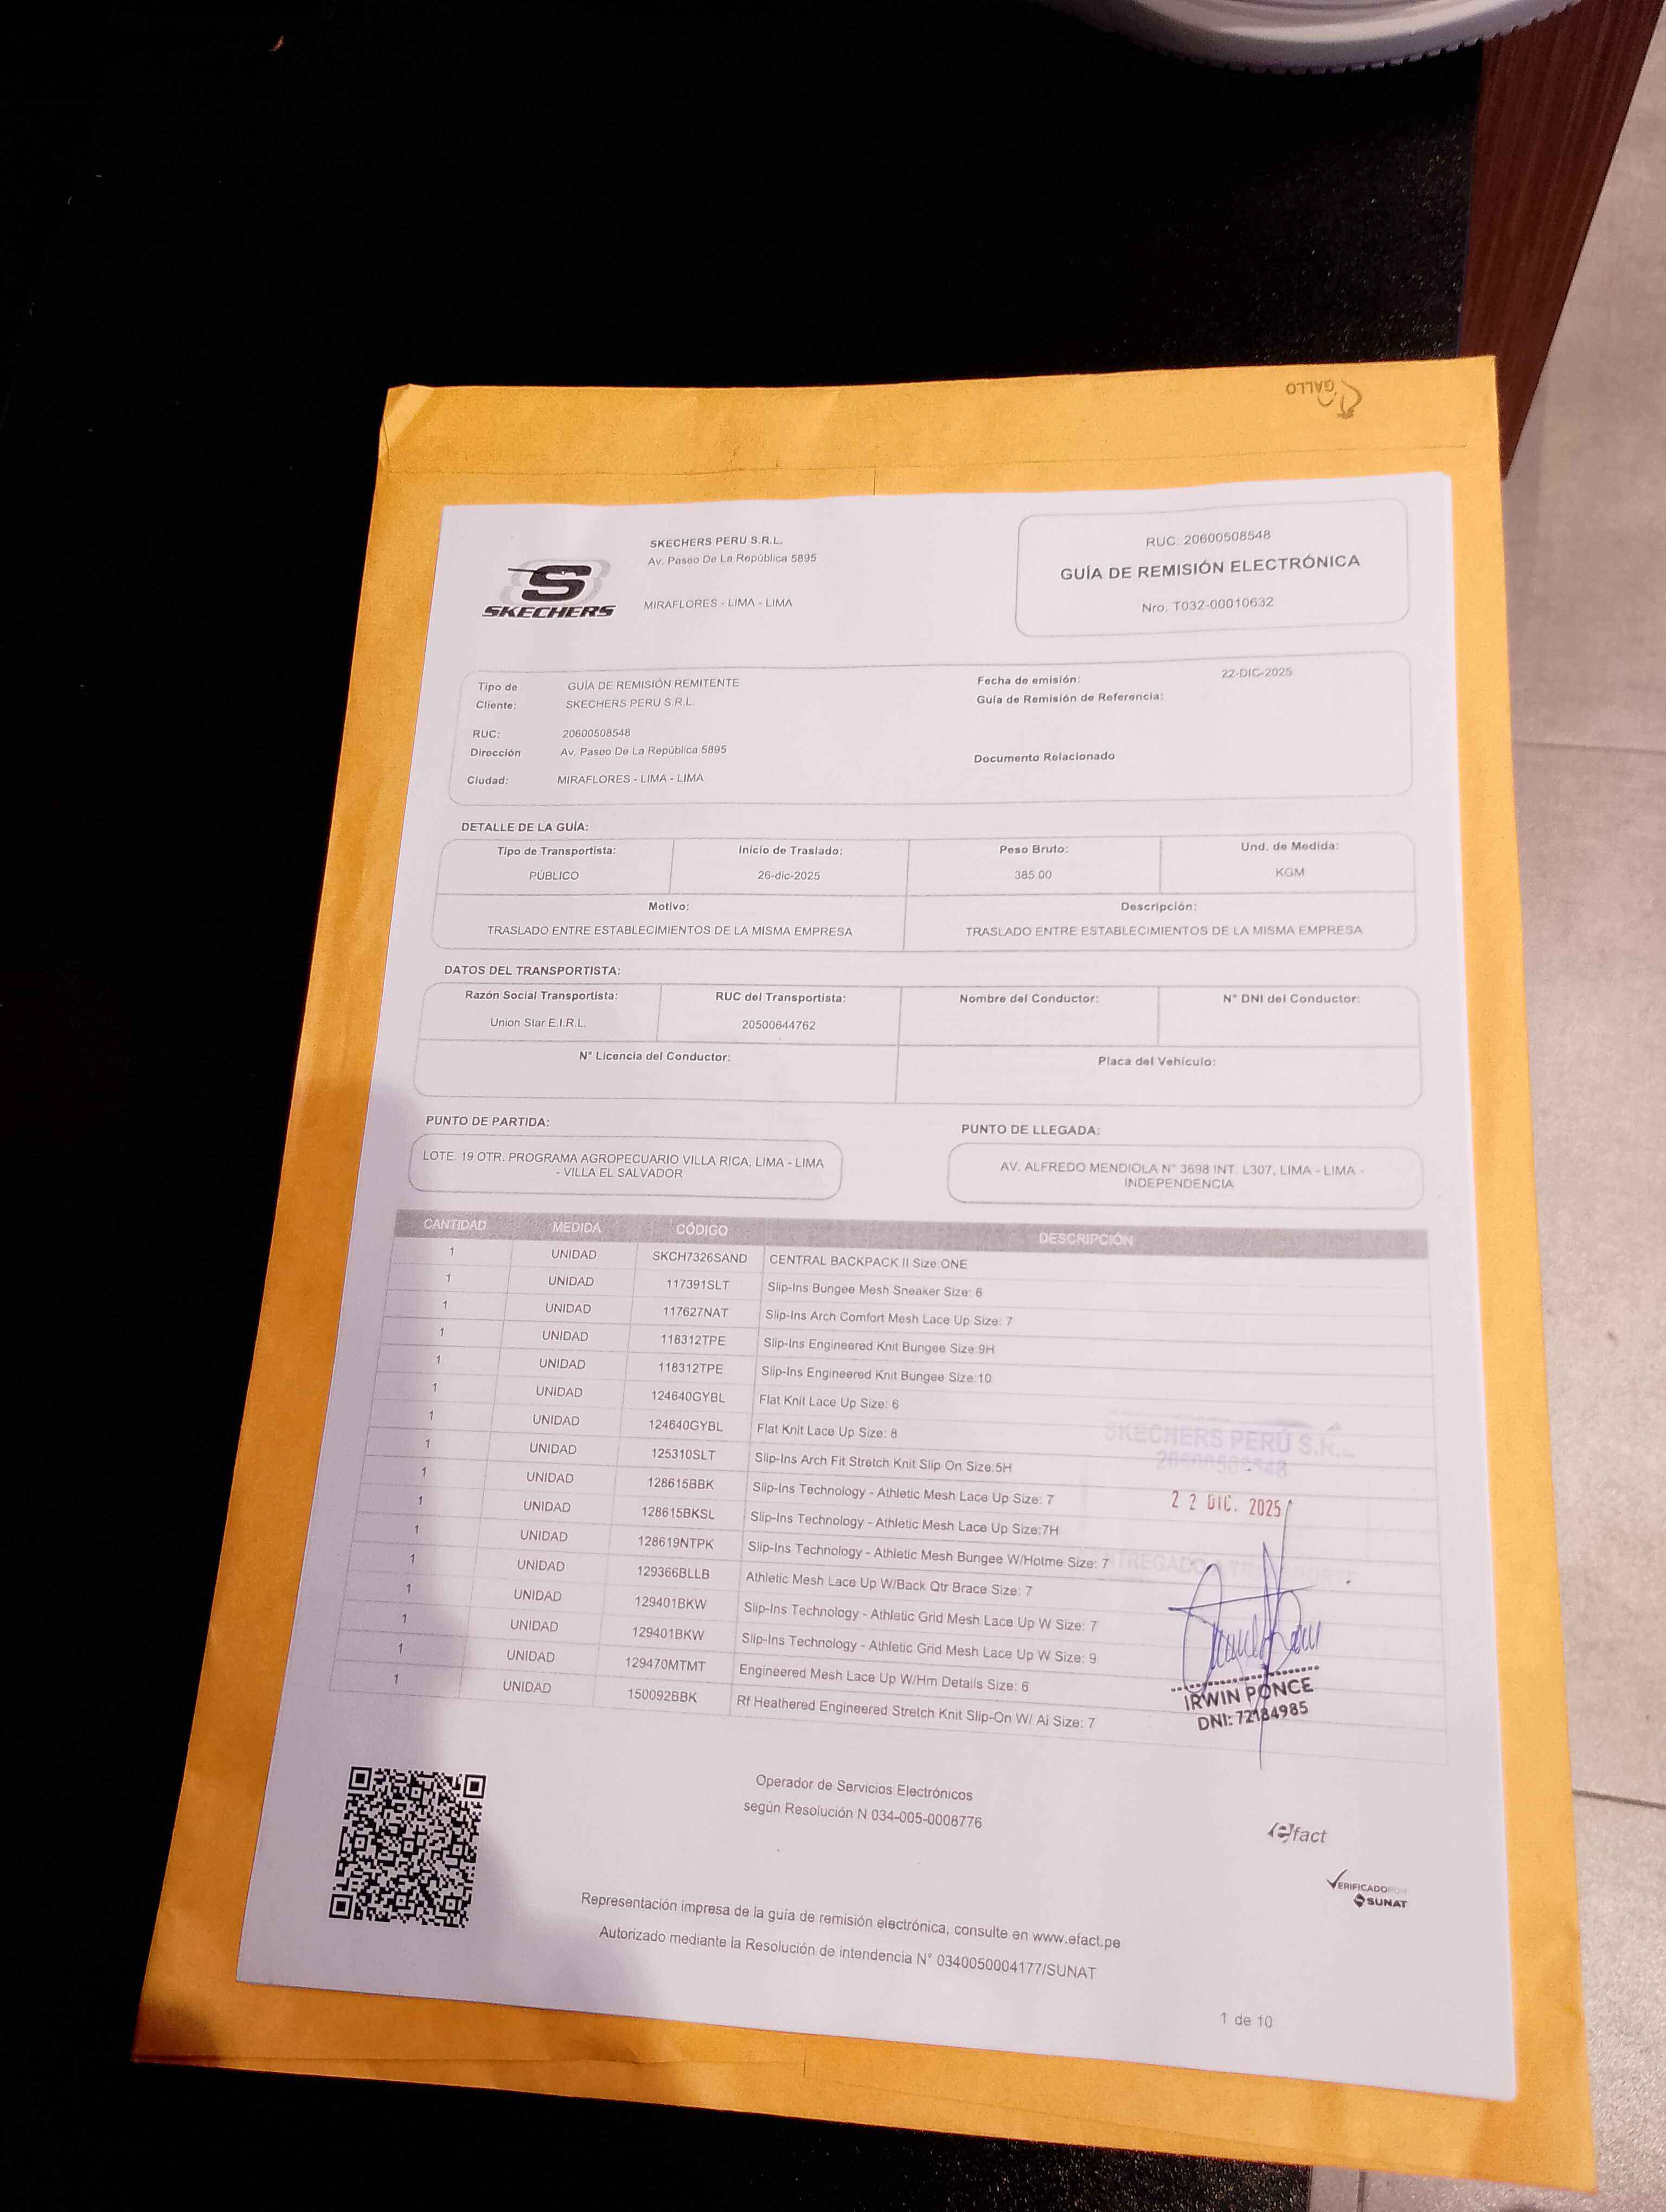 GALLO
SKECHERS
SKECHERS PERU S.R.L.
Av. Paseo De La República 5895
MIRAFLORES - LIMA - LIMA
RUC: 20600508548
GUÍA DE REMISIÓN ELECTRÓNICA
Nro. T032-00010632
Tipo de GUÍA DE REMISIÓN REMITENTE
Cliente: SKECHERS PERU S.R.L.
RUC: 20600508548
Dirección Av. Paseo De La República 5895
Ciudad: MIRAFLORES - LIMA - LIMA
Fecha de emisión: 22-DIC-2025
Guía de Remisión de Referencia:
Documento Relacionado
DETALLE DE LA GUÍA:
Tipo de Transportista: Inicio de Traslado: Peso Bruto: Und. de Medida:
PÚBLICO 26-dic-2025 385.00 KGM
Motivo: Descripción:
TRASLADO ENTRE ESTABLECIMIENTOS DE LA MISMA EMPRESA TRASLADO ENTRE ESTABLECIMIENTOS DE LA MISMA EMPRESA
DATOS DEL TRANSPORTISTA:
Razón Social Transportista: RUC del Transportista: Nombre del Conductor: N° DNI del Conductor:
Union Star E.I.R.L. 20500644762
N° Licencia del Conductor: Placa del Vehículo:
PUNTO DE PARTIDA:
LOTE. 19 OTR. PROGRAMA AGROPECUARIO VILLA RICA, LIMA - LIMA
- VILLA EL SALVADOR
PUNTO DE LLEGADA:
AV. ALFREDO MENDIOLA N° 3698 INT. L307, LIMA - LIMA -
INDEPENDENCIA
CANTIDAD MEDIDA CÓDIGO DESCRIPCIÓN
1 UNIDAD SKCH7326SAND CENTRAL BACKPACK II Size:ONE
1 UNIDAD 117391SLT Slip-Ins Bungee Mesh Sneaker Size: 6
1 UNIDAD 117627NAT Slip-Ins Arch Comfort Mesh Lace Up Size: 7
1 UNIDAD 118312TPE Slip-Ins Engineered Knit Bungee Size:9H
1 UNIDAD 118312TPE Slip-Ins Engineered Knit Bungee Size:10
1 UNIDAD 124640GYBL Flat Knit Lace Up Size: 6
1 UNIDAD 124640GYBL Flat Knit Lace Up Size: 8
1 UNIDAD 125310SLT Slip-Ins Arch Fit Stretch Knit Slip On Size:5H
1 UNIDAD 128615BBK Slip-Ins Technology - Athletic Mesh Lace Up Size: 7
1 UNIDAD 128615BKSL Slip-Ins Technology - Athletic Mesh Lace Up Size:7H
1 UNIDAD 128619NTPK Slip-Ins Technology - Athletic Mesh Bungee W/Holme Size: 7
1 UNIDAD 129366BLLB Athletic Mesh Lace Up W/Back Qtr Brace Size: 7
1 UNIDAD 129401BKW Slip-Ins Technology - Athletic Grid Mesh Lace Up W Size: 7
1 UNIDAD 129401BKW Slip-Ins Technology - Athletic Grid Mesh Lace Up W Size: 9
1 UNIDAD 129470MTMT Engineered Mesh Lace Up W/Hm Details Size: 6
1 UNIDAD 150092BBK Rf Heathered Engineered Stretch Knit Slip-On W/ Ai Size: 7
SKECHERS PERÚ S.R.L
20600508548
22 DIC. 2025
IRWIN PONCE
DNI: 72184985
Operador de Servicios Electrónicos
según Resolución N 034-005-0008776
efact
VERIFICADO POR
SUNAT
Representación impresa de la guía de remisión electrónica, consulte en www.efact.pe
Autorizado mediante la Resolución de intendencia N° 0340050004177/SUNAT
1 de 10